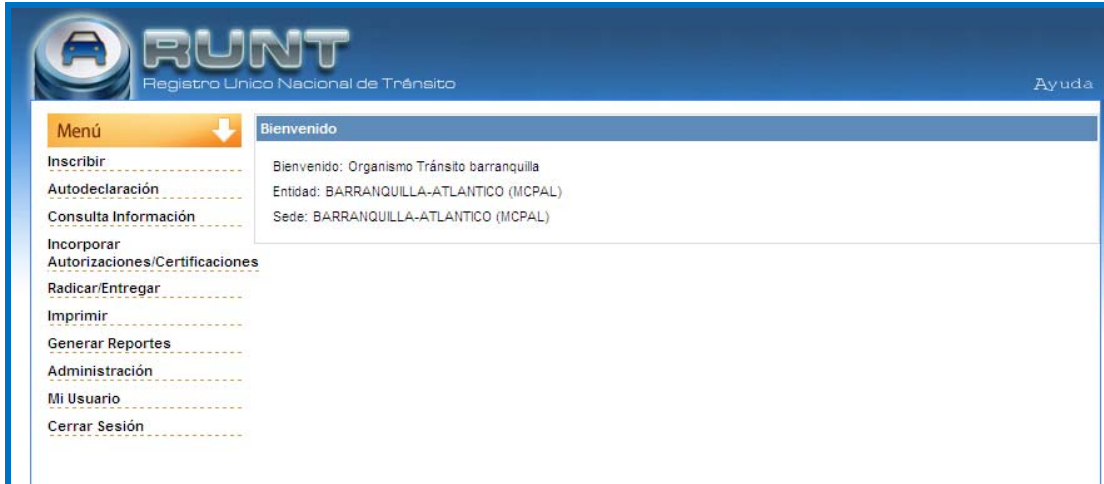 RUNT
Registro Unico Nacional de Tránsito
Ayuda
Menú
Inscribir
Autodeclaración
Consulta Información
Incorporar
Autorizaciones/Certificaciones
Radicar/Entregar
Imprimir
Generar Reportes
Administración
Mi Usuario
Cerrar Sesión
Bienvenido
Bienvenido: Organismo Tránsito barranquilla
Entidad: BARRANQUILLA-ATLANTICO (MCPAL)
Sede: BARRANQUILLA-ATLANTICO (MCPAL)